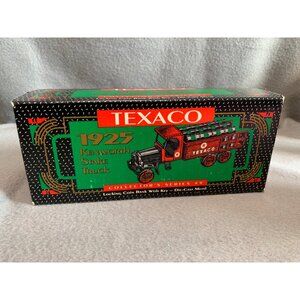 TEXACO
1925
KENWORTH
STAKE
TRUCK
TEXACO
COLLECTOR'S SERIES
Locking Coin Bank With Key - Die-Cast Metal